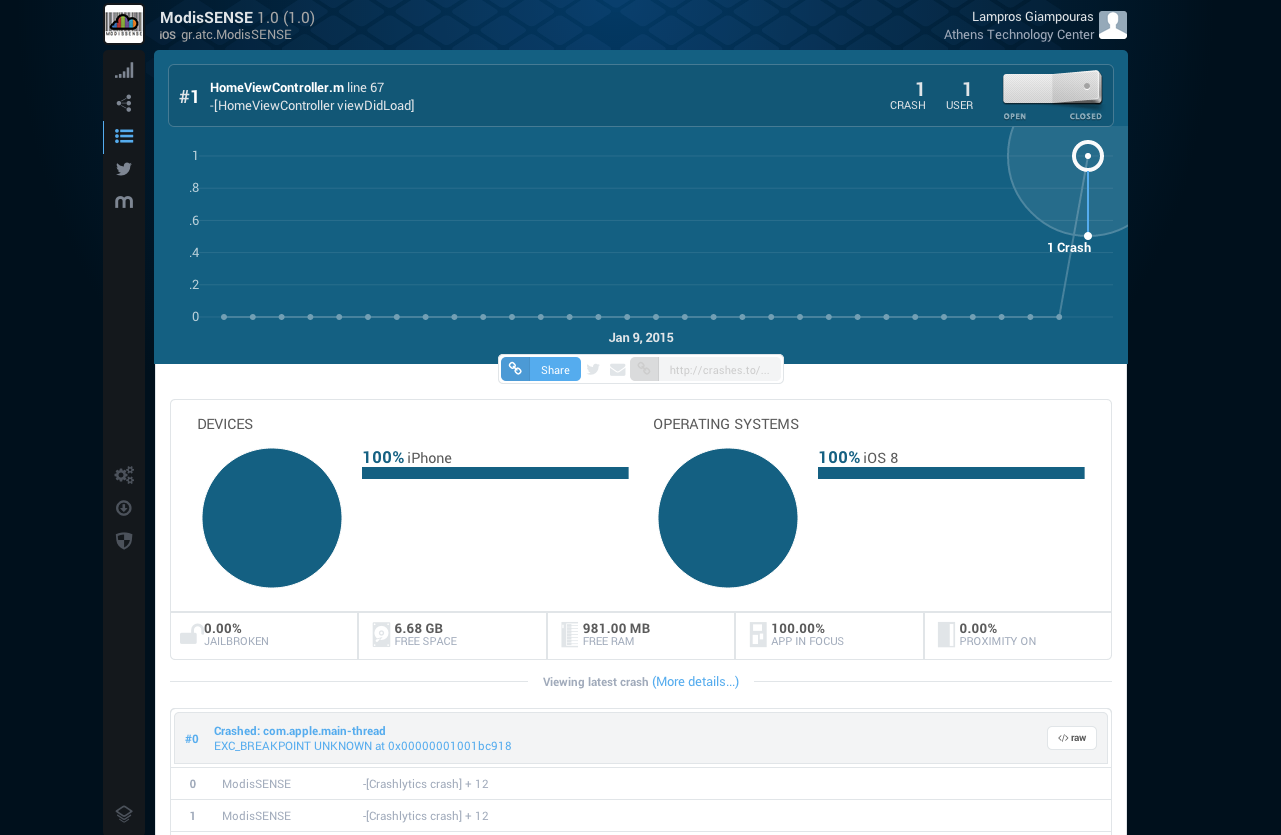 MODISSENSE
ModisSENSE 1.0 (1.0)
iOS gr.atc.ModisSENSE
Lampros Giampouras
Athens Technology Center
#1
HomeViewController.m line 67
-[HomeViewController viewDidLoad]
1
CRASH
1
USER
OPEN
CLOSED
1
.8
.6
.4
.2
0
1 Crash
Jan 9, 2015
Share
http://crashes.to/...
DEVICES
100% iPhone
OPERATING SYSTEMS
100% iOS 8
0.00%
JAILBROKEN
6.68 GB
FREE SPACE
981.00 MB
FREE RAM
100.00%
APP IN FOCUS
0.00%
PROXIMITY ON
Viewing latest crash (More details...)
#0
Crashed: com.apple.main-thread
EXC_BREAKPOINT UNKNOWN at 0x00000001001bc918
</> raw
0 ModisSENSE -[Crashlytics crash] + 12
1 ModisSENSE -[Crashlytics crash] + 12